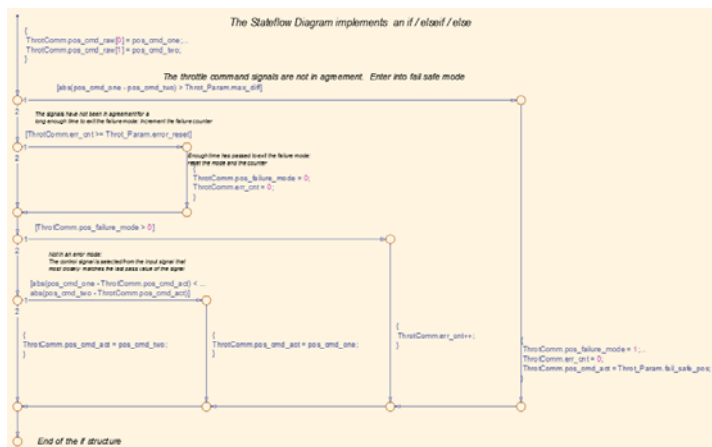 The Stateflow Diagram implements an if / elseif / else
{
ThrotComm.pos_cmd_raw[0] = pos_cmd_one;...
ThrotComm.pos_cmd_raw[1] = pos_cmd_two;
}
The throttle command signals are not in agreement. Enter into fail safe mode
[abs(pos_cmd_one - pos_cmd_two) > Throt_Param.max_diff]
1
2
The signals have not been in agreement for a
long enough time to exit the failure mode: increment the failure counter
[ThrotComm.err_cnt >= Throt_Param.error_reset]
1
2
Enough time has passed to exit the failure mode:
reset the mode and the counter
{
ThrotComm.pos_failure_mode = 0;
ThrotComm.err_cnt = 0;
}
[ThrotComm.pos_failure_mode > 0]
1
2
Not in an error mode:
The control signal is selected from the input signal that
most closely matches the last pass value of the signal
[abs(pos_cmd_one - ThrotComm.pos_cmd_act) < ...
abs(pos_cmd_two - ThrotComm.pos_cmd_act)]
1
2
{
ThrotComm.pos_cmd_act = pos_cmd_two;
}
{
ThrotComm.pos_cmd_act = pos_cmd_one;
}
{
ThrotComm.err_cnt++;
}
{
ThrotComm.pos_failure_mode = 1;...
ThrotComm.err_cnt = 0;
ThrotComm.pos_cmd_act = Throt_Param.fail_safe_pos;
}
End of the if structure